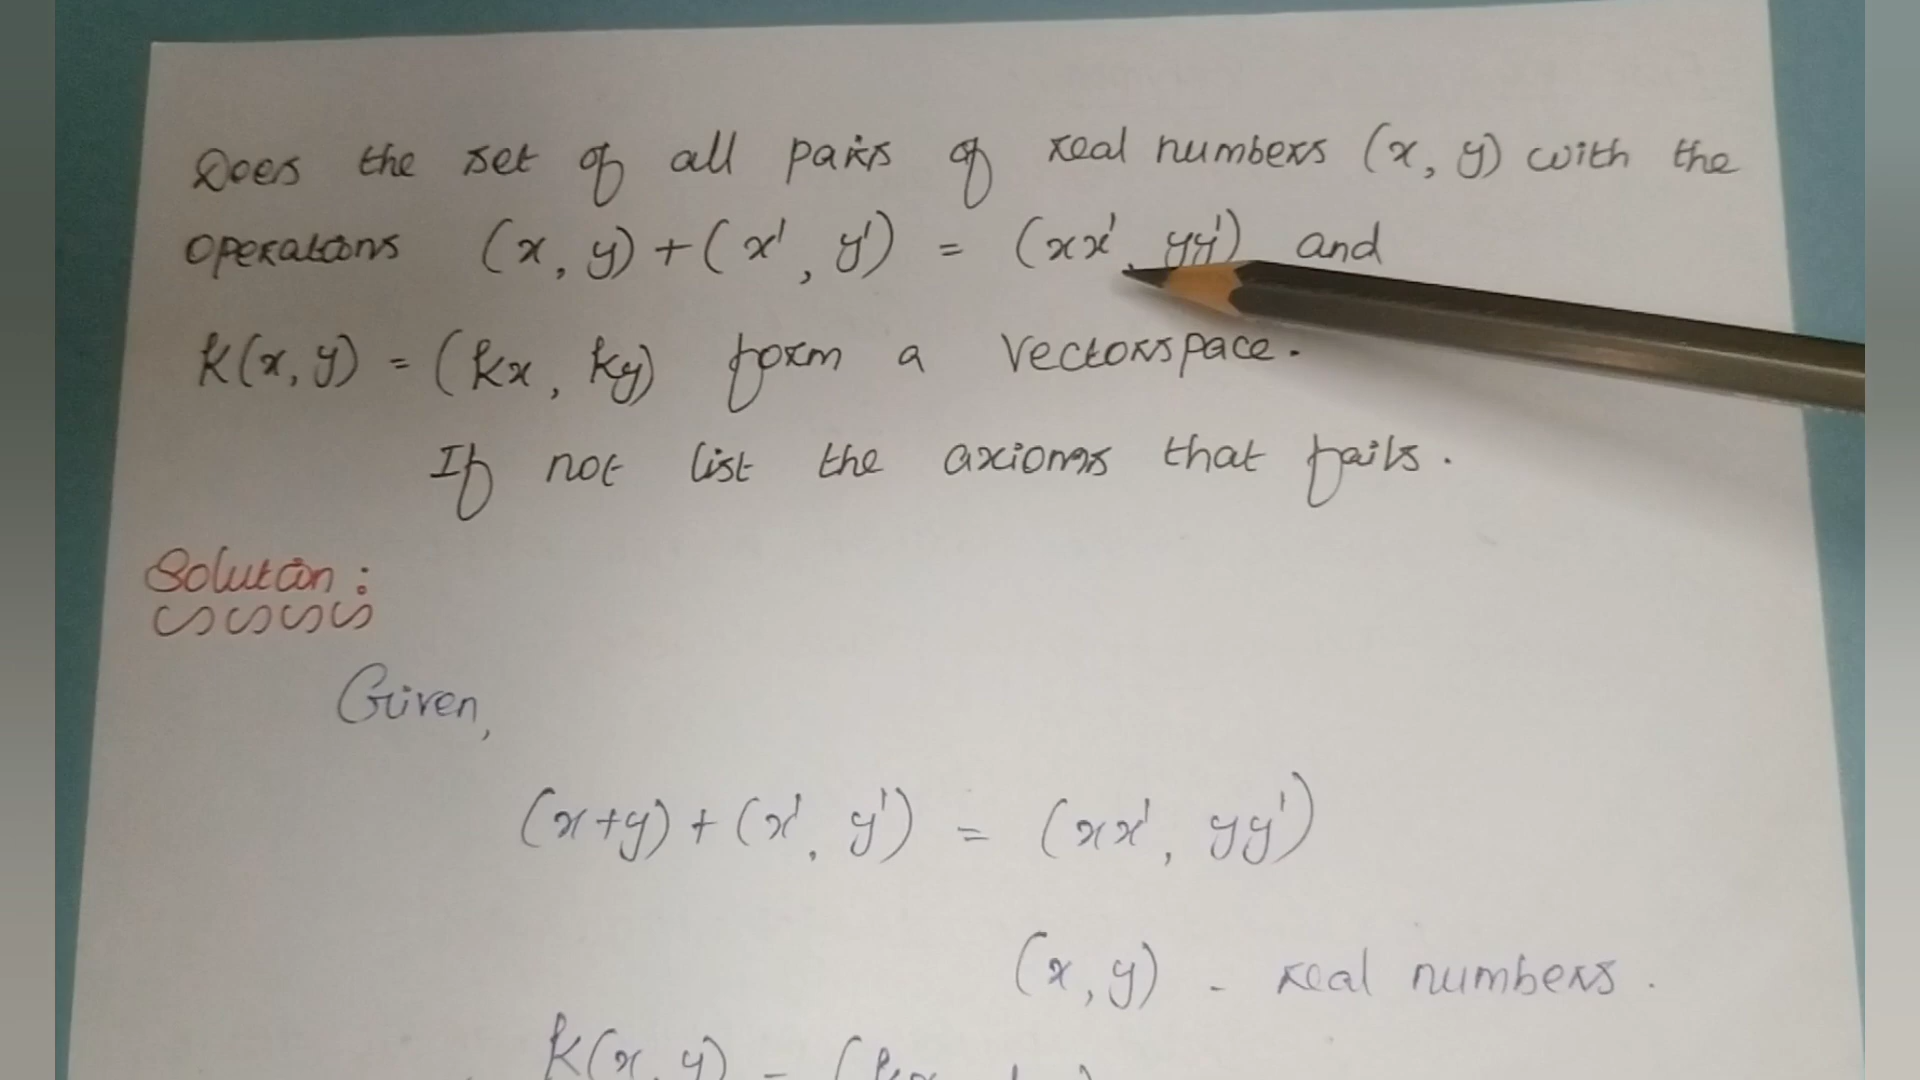 Does the set of all pairs of real numbers (x, y) with the
operations (x, y) + (x', y') = (xx', yy') and
k(x, y) = (kx, ky) form a vectorspace.
If not list the axioms that fails.
Solution:
Given,
(x+y) + (x', y') = (xx', yy')
(x, y) - real numbers.
k(x, y) = (kx